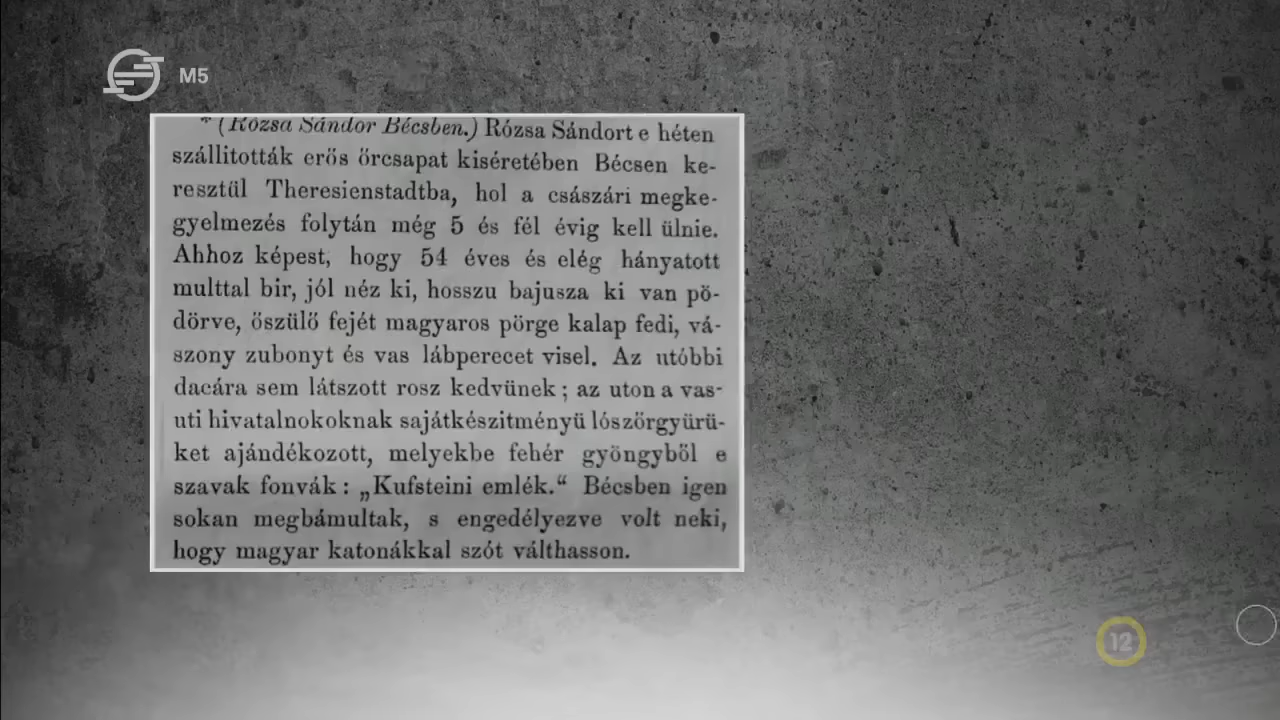 M5
* (Rózsa Sándor Bécsben.) Rózsa Sándort e héten
szállitották erős őrcsapat kiséretében Bécsen ke-
resztül Theresienstadtba, hol a császári megke-
gyelmezés folytán még 5 és fél évig kell ülnie.
Ahhoz képest, hogy 54 éves és elég hányatott
multtal bir, jól néz ki, hosszu bajusza ki van pö-
dörve, őszülő fejét magyaros pörge kalap fedi, vá-
szony zubonyt és vas lábperecet visel. Az utóbbi
dacára sem látszott rosz kedvünek; az uton a vas-
uti hivatalnokoknak sajátkészitményü lószőrgyürü-
ket ajándékozott, melyekbe fehér gyöngyből e
szavak fonvák: „Kufsteini emlék.“ Bécsben igen
sokan megbámultak, s engedélyezve volt neki,
hogy magyar katonákkal szót válthasson.
12